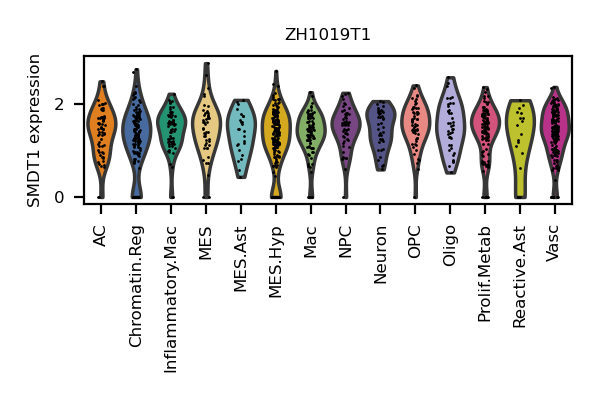 ZH1019T1
SMDT1 expression
2
0
AC
Chromatin.Reg
Inflammatory.Mac
MES
MES.Ast
MES.Hyp
Mac
NPC
Neuron
OPC
Oligo
Prolif.Metab
Reactive.Ast
Vasc